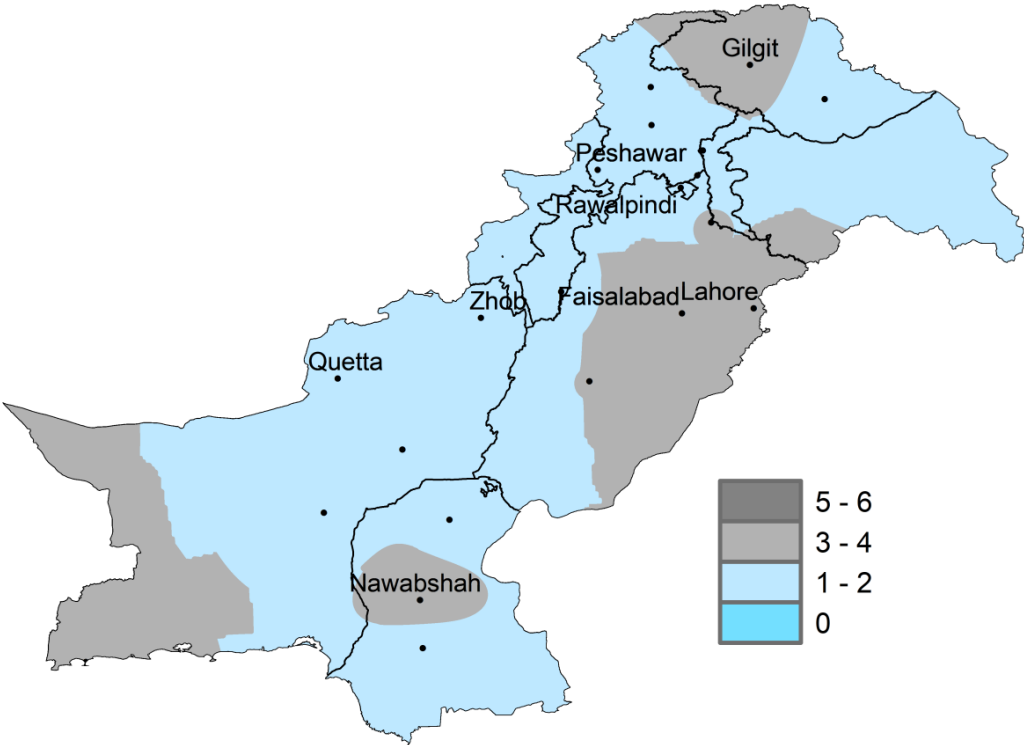 Gilgit
Peshawar
Rawalpindi
Zhob
Faisalabad
Lahore
Quetta
Nawabshah
5 - 6
3 - 4
1 - 2
0